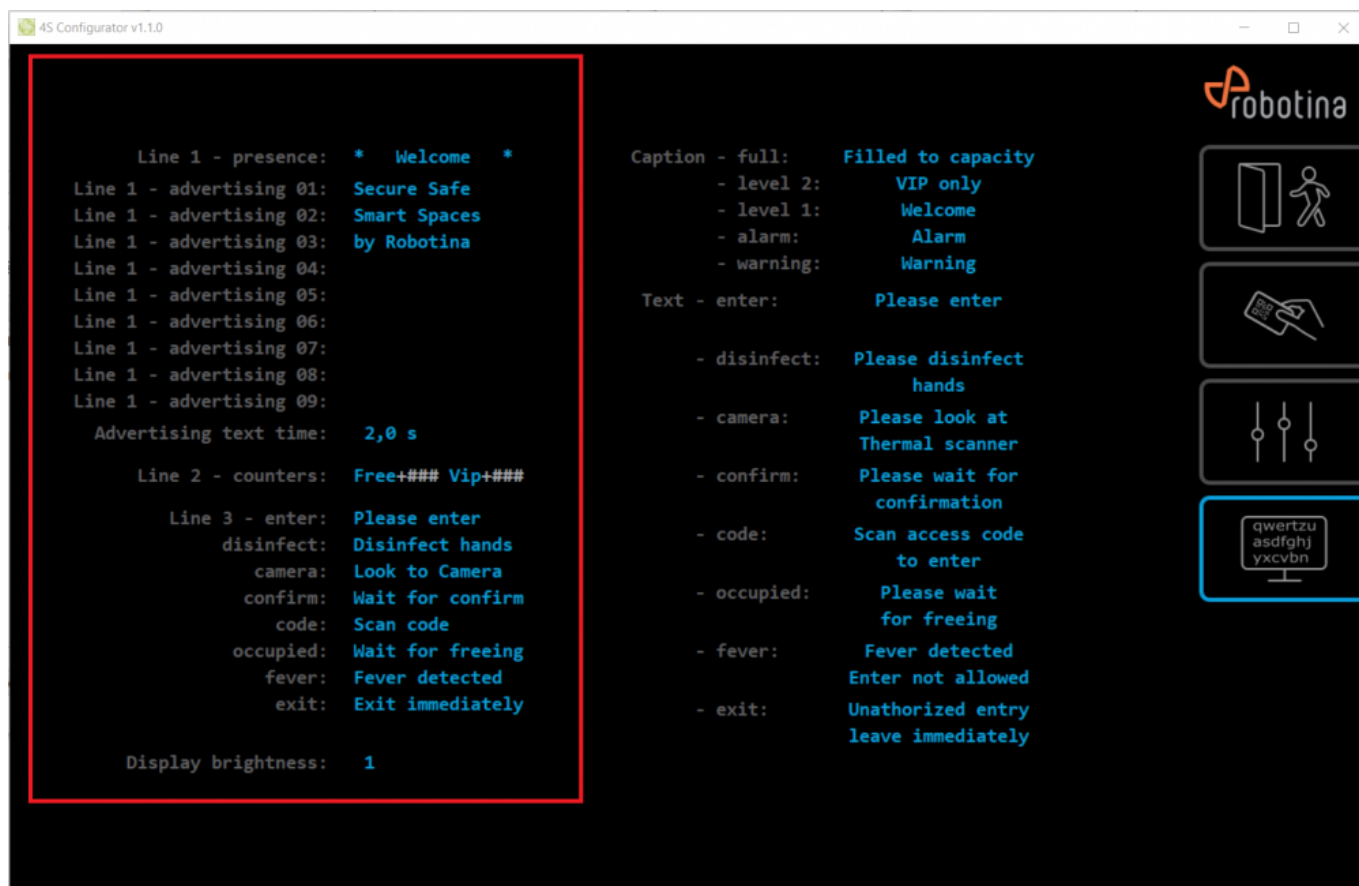 4S Configurator v1.1.0
robotina
Line 1 - presence: * Welcome *
Line 1 - advertising 01: Secure Safe
Line 1 - advertising 02: Smart Spaces
Line 1 - advertising 03: by Robotina
Line 1 - advertising 04:
Line 1 - advertising 05:
Line 1 - advertising 06:
Line 1 - advertising 07:
Line 1 - advertising 08:
Line 1 - advertising 09:
Advertising text time: 2,0 s
Line 2 - counters: Free+### Vip+###
Line 3 - enter: Please enter
disinfect: Disinfect hands
camera: Look to Camera
confirm: Wait for confirm
code: Scan code
occupied: Wait for freeing
fever: Fever detected
exit: Exit immediately
Display brightness: 1
Caption - full: Filled to capacity
- level 2: VIP only
- level 1: Welcome
- alarm: Alarm
- warning: Warning
Text - enter: Please enter
- disinfect: Please disinfect
hands
- camera: Please look at
Thermal scanner
- confirm: Please wait for
confirmation
- code: Scan access code
to enter
- occupied: Please wait
for freeing
- fever: Fever detected
Enter not allowed
- exit: Unathorized entry
leave immediately
qwertzu
asdfghj
yxcvbn